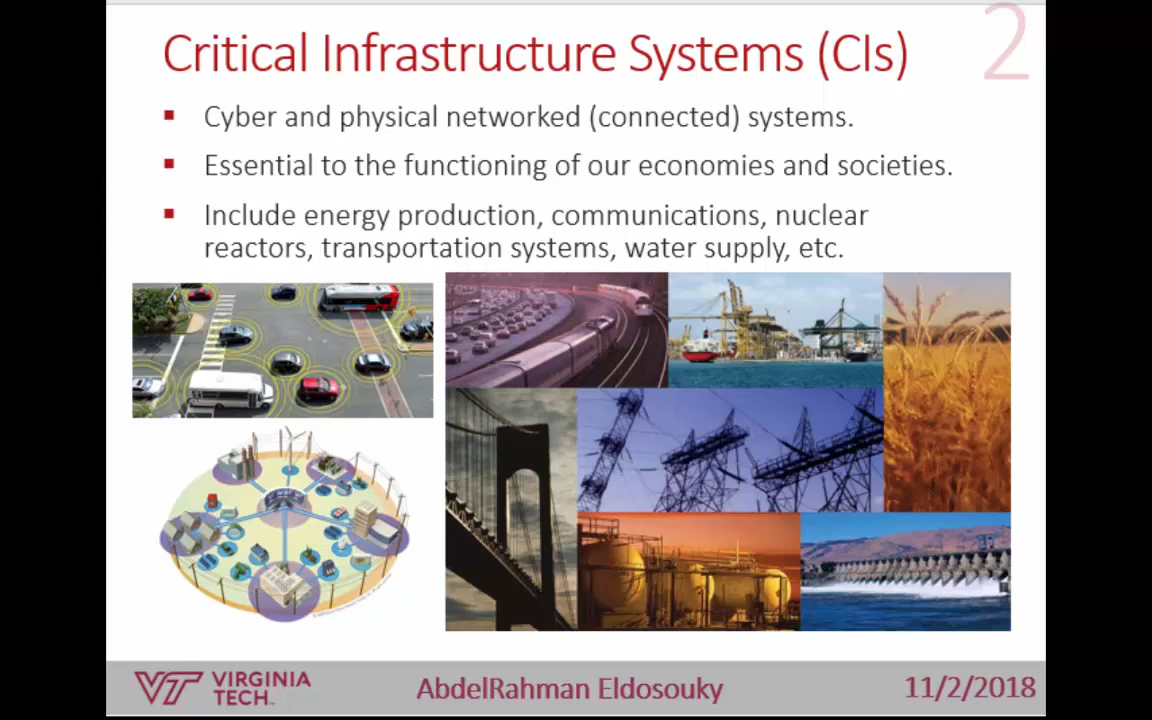 2
Critical Infrastructure Systems (CIs)
▪ Cyber and physical networked (connected) systems.
▪ Essential to the functioning of our economies and societies.
▪ Include energy production, communications, nuclear
reactors, transportation systems, water supply, etc.
VT VIRGINIA
TECH
AbdelRahman Eldosouky
11/2/2018